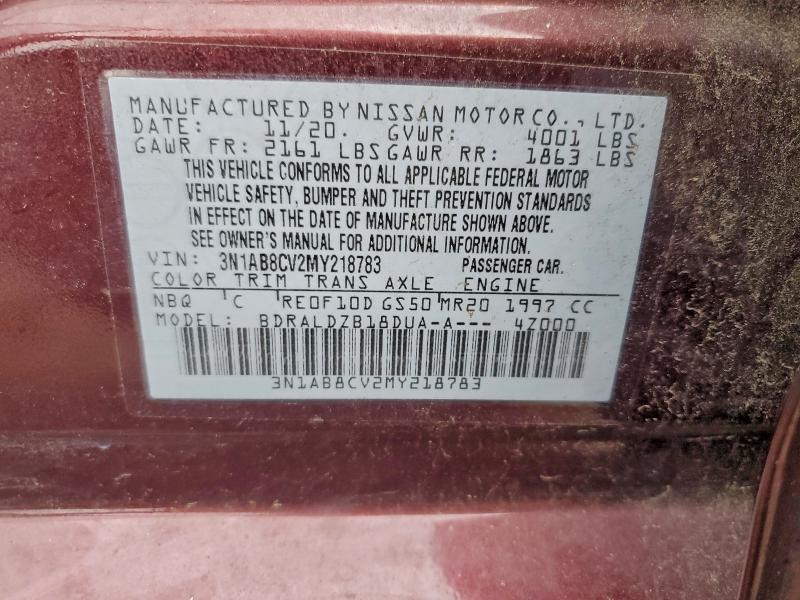 MANUFACTURED BY NISSAN MOTOR CO., LTD.
DATE: 11/20. GVWR: 4001 LBS
GAWR FR: 2161 LBS GAWR RR: 1863 LBS
THIS VEHICLE CONFORMS TO ALL APPLICABLE FEDERAL MOTOR
VEHICLE SAFETY, BUMPER AND THEFT PREVENTION STANDARDS
IN EFFECT ON THE DATE OF MANUFACTURE SHOWN ABOVE.
SEE OWNER'S MANUAL FOR ADDITIONAL INFORMATION.
VIN: 3N1AB8CV2MY218783 PASSENGER CAR.
COLOR TRIM TRANS AXLE ENGINE
NBQ C RE0F10D GS50 MR20 1997 CC
MODEL: BDRALDZB18DUA-A--- 4Z000
3N1AB8CV2MY218783